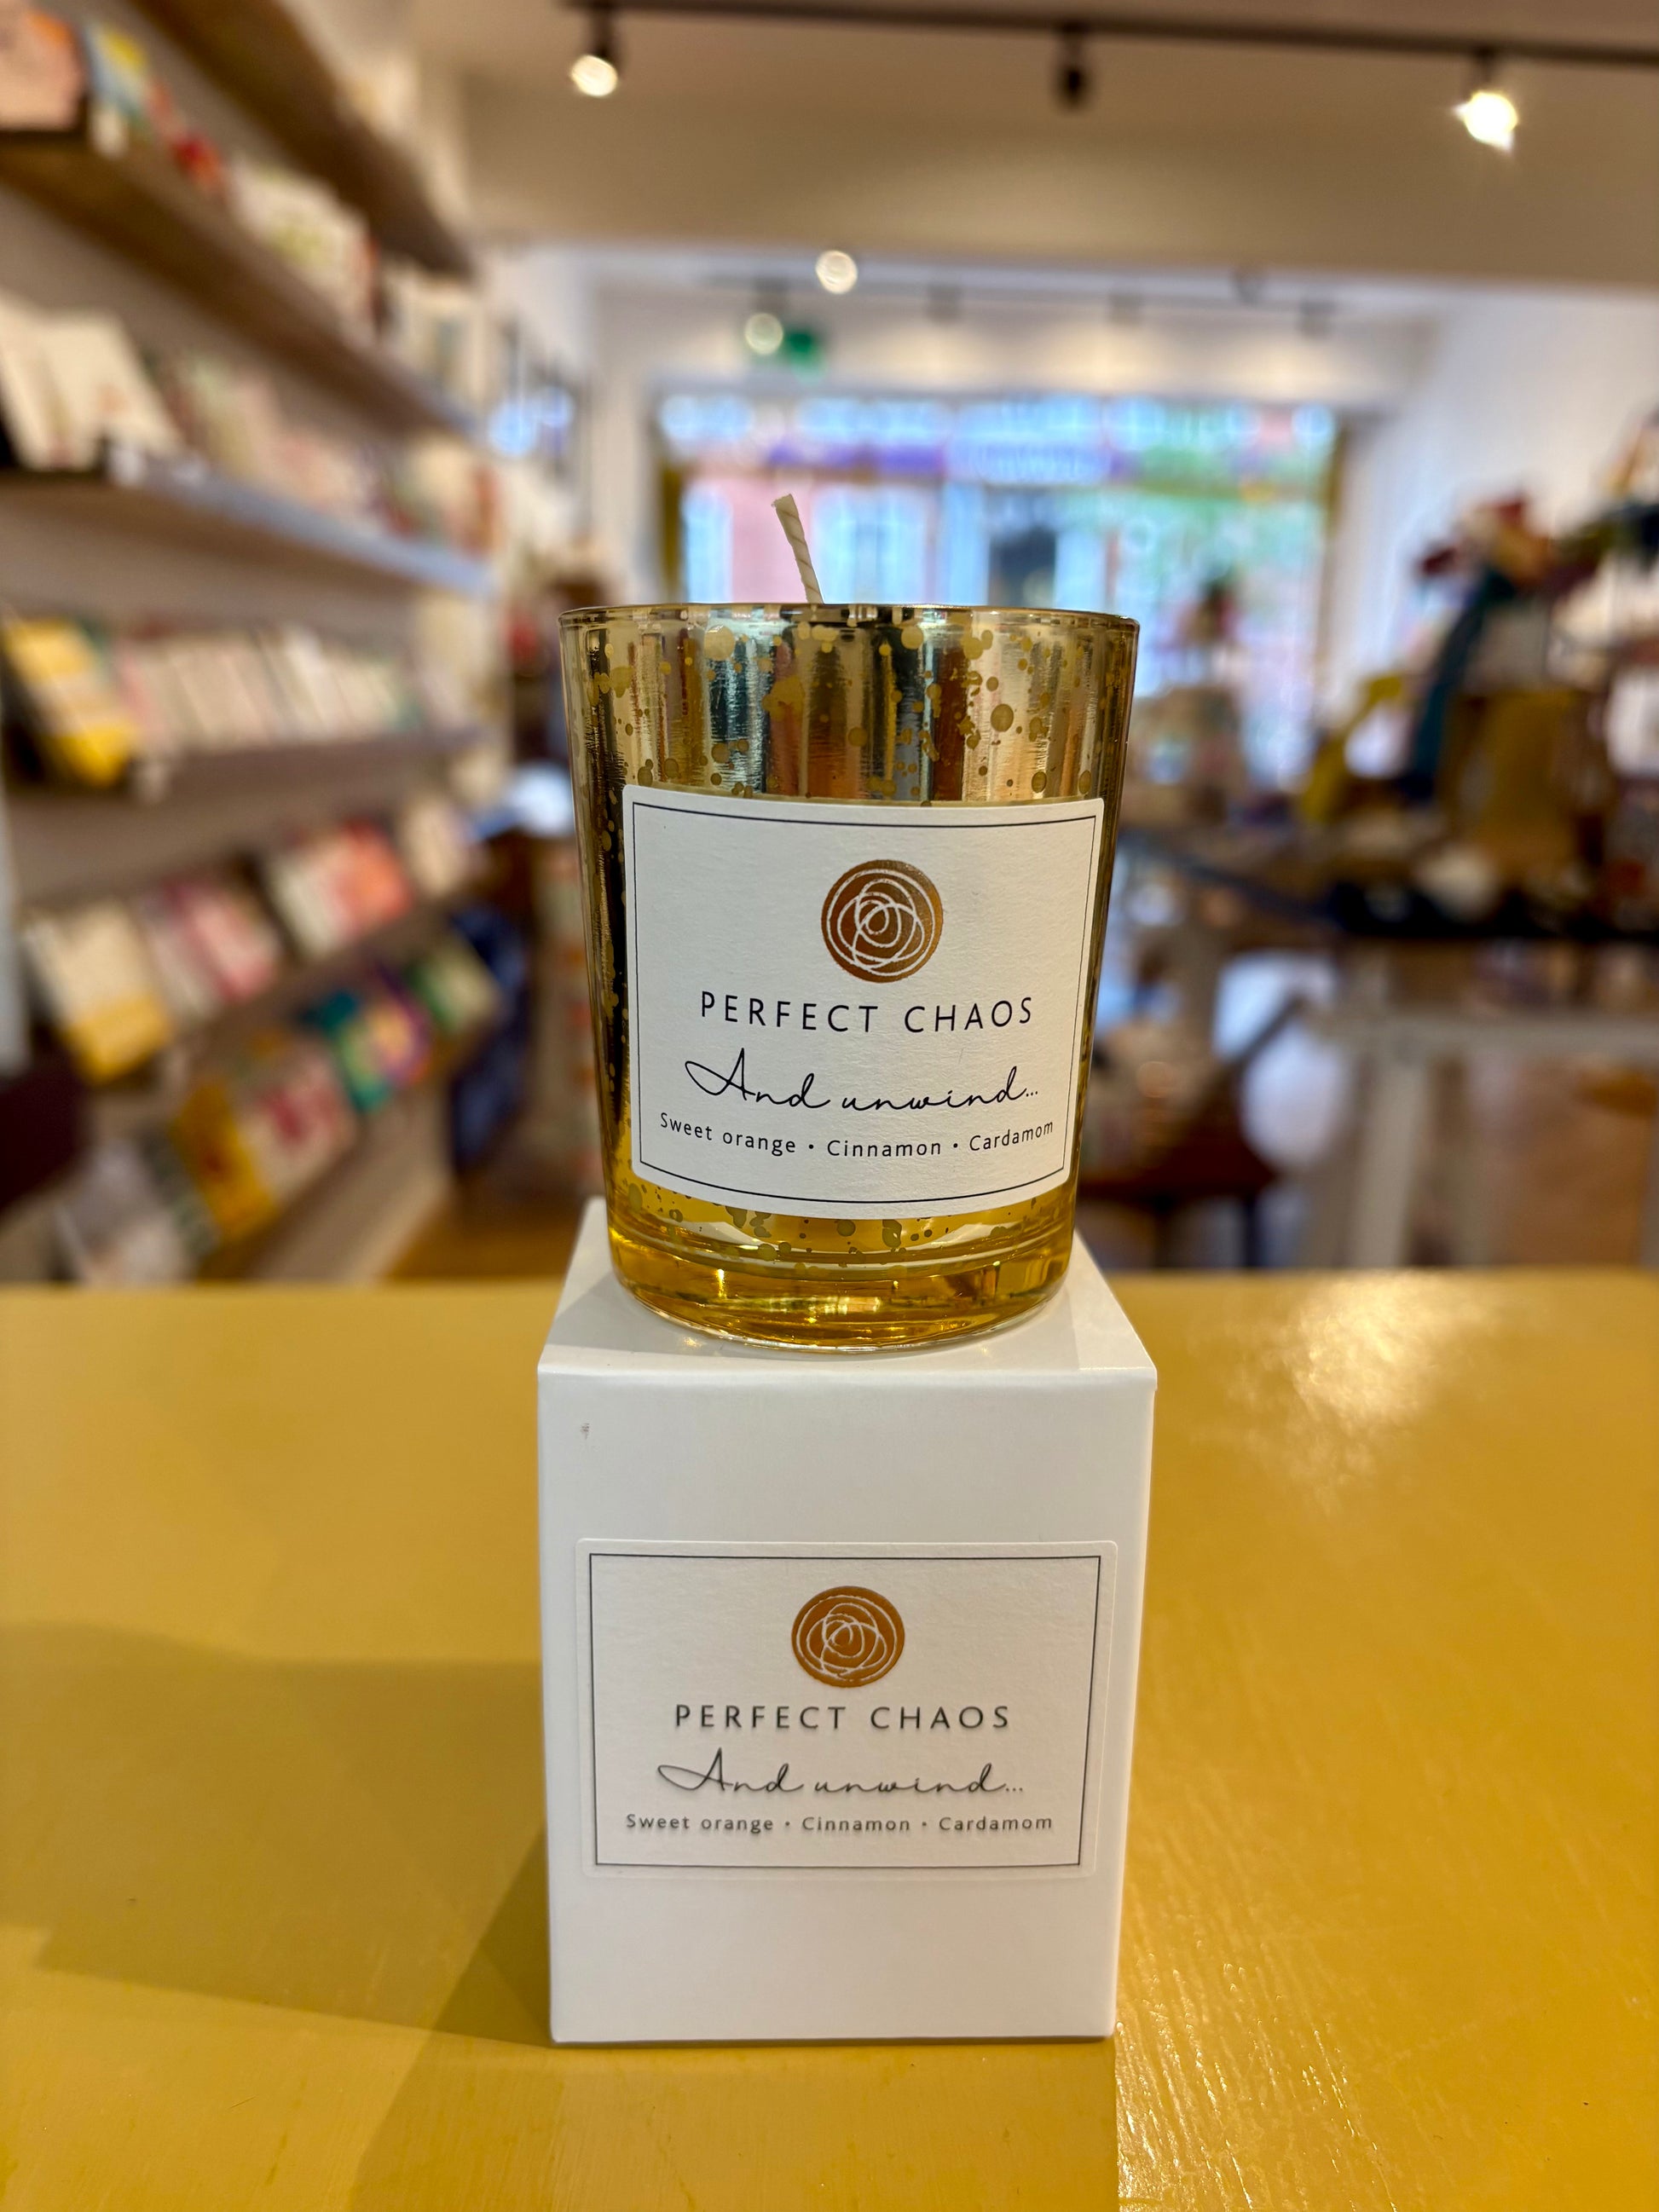 PERFECT CHAOS
And unwind...
Sweet orange • Cinnamon • Cardamom
PERFECT CHAOS
And unwind...
Sweet orange • Cinnamon • Cardamom